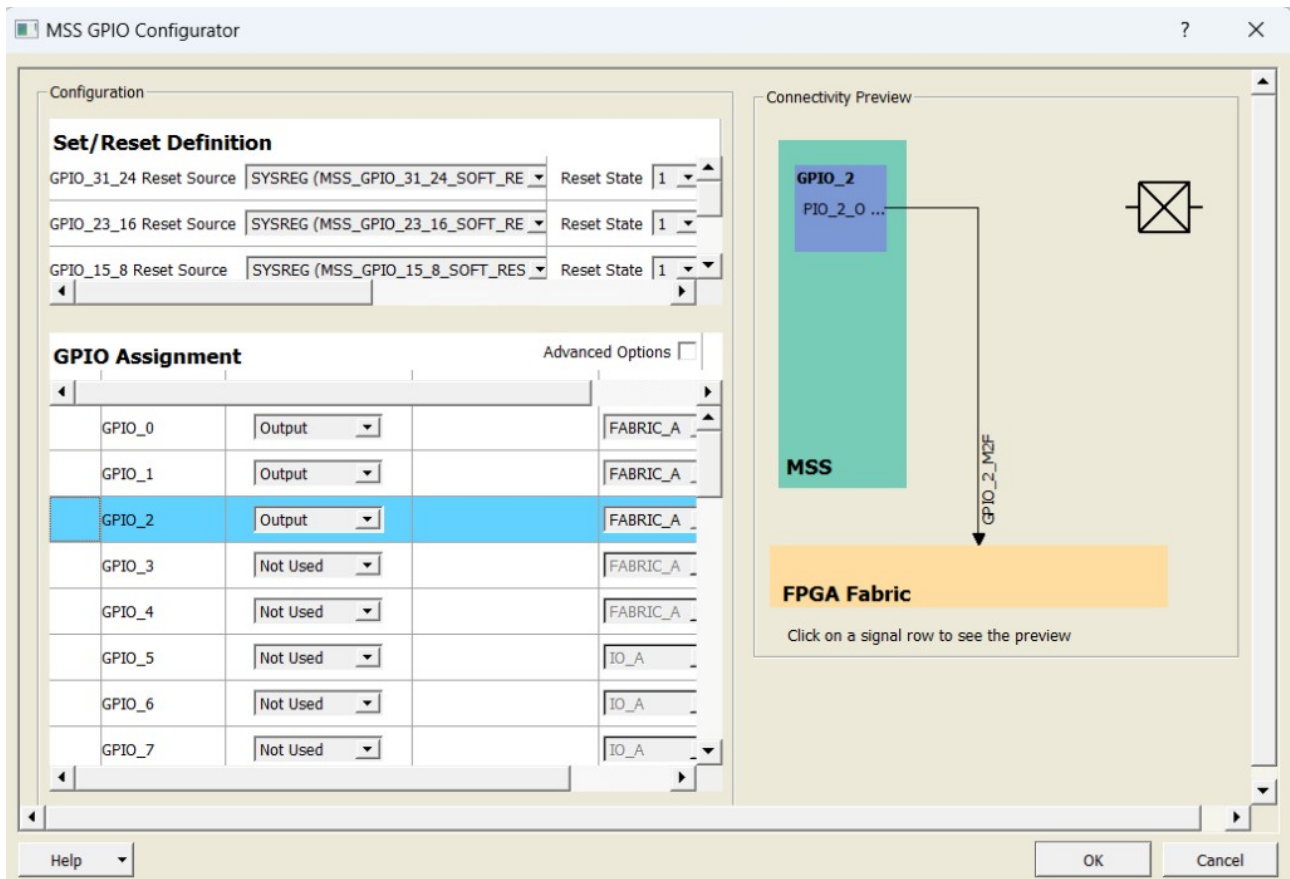 MSS GPIO Configurator
?
Configuration
Set/Reset Definition
GPIO_31_24 Reset Source SYSREG (MSS_GPIO_31_24_SOFT_RE Reset State 1
GPIO_23_16 Reset Source SYSREG (MSS_GPIO_23_16_SOFT_RE Reset State 1
GPIO_15_8 Reset Source SYSREG (MSS_GPIO_15_8_SOFT_RES Reset State 1
GPIO Assignment Advanced Options
GPIO_0 Output FABRIC_A
GPIO_1 Output FABRIC_A
GPIO_2 Output FABRIC_A
GPIO_3 Not Used FABRIC_A
GPIO_4 Not Used FABRIC_A
GPIO_5 Not Used IO_A
GPIO_6 Not Used IO_A
GPIO_7 Not Used IO_A
Connectivity Preview
GPIO_2
PIO_2_O ...
MSS
GPIO_2_M2F
FPGA Fabric
Click on a signal row to see the preview
Help OK Cancel